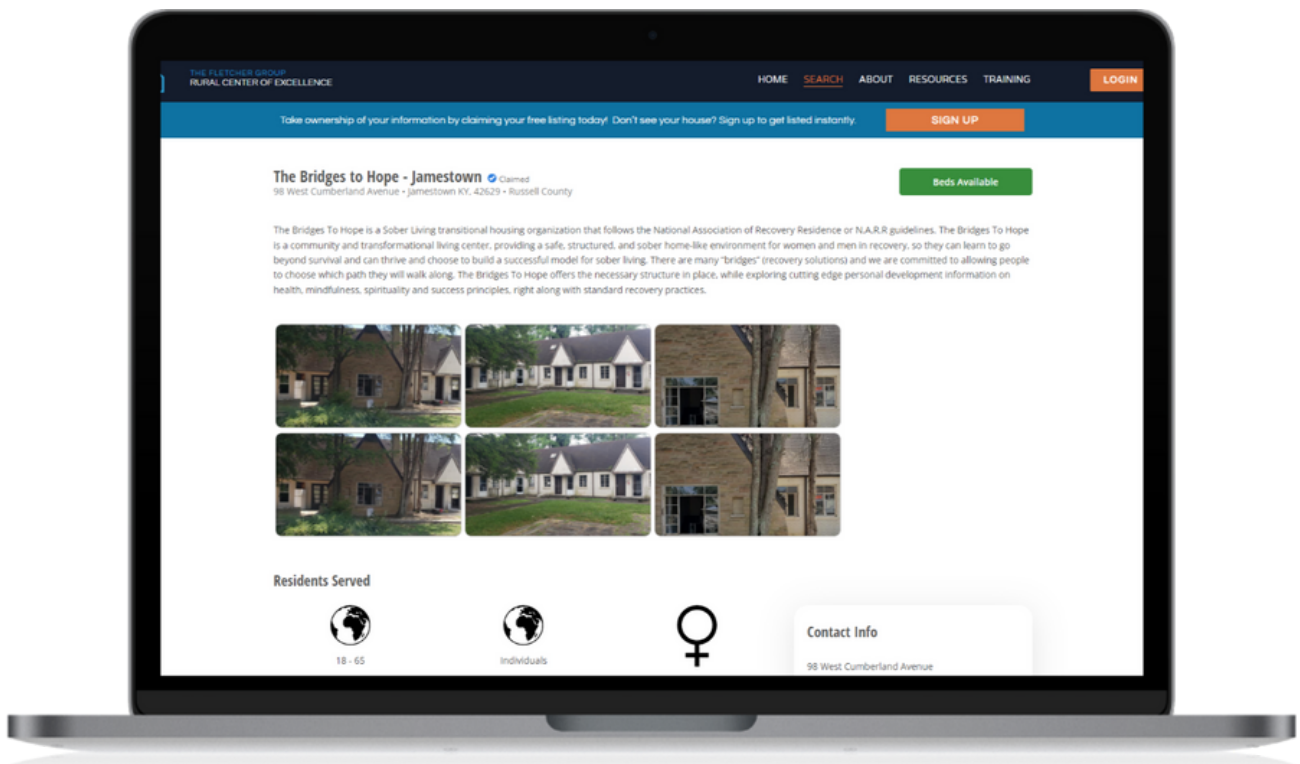 THE FLETCHER GROUP
RURAL CENTER OF EXCELLENCE
HOME SEARCH ABOUT RESOURCES TRAINING LOGIN
Take ownership of your information by claiming your free listing today! Don't see your house? Sign up to get listed instantly. SIGN UP
The Bridges to Hope - Jamestown Claimed
98 West Cumberland Avenue • Jamestown KY, 42629 • Russell County
Beds Available
The Bridges To Hope is a Sober Living transitional housing organization that follows the National Association of Recovery Residence or N.A.R.R guidelines. The Bridges To Hope
is a community and transformational living center, providing a safe, structured, and sober home-like environment for women and men in recovery, so they can learn to go
beyond survival and can thrive and choose to build a successful model for sober living. There are many "bridges" (recovery solutions) and we are committed to allowing people
to choose which path they will walk along. The Bridges To Hope offers the necessary structure in place, while exploring cutting edge personal development information on
health, mindfulness, spirituality and success principles, right along with standard recovery practices.
Residents Served
18 - 65
Individuals
Contact Info
98 West Cumberland Avenue